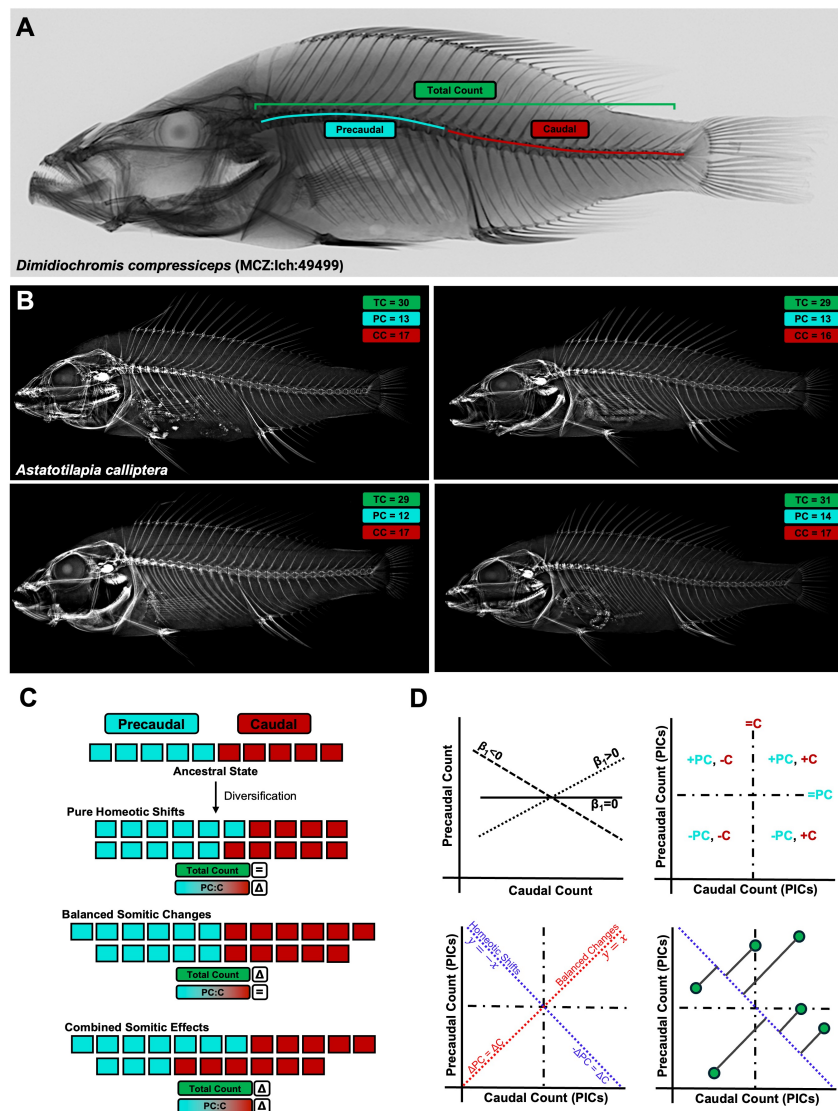 A
Total Count
Precaudal
Caudal
Dimidiochromis compressiceps (MCZ:Ich:49499)
B
TC = 30
PC = 13
CC = 17
TC = 29
PC = 13
CC = 16
Astatotilapia calliptera
TC = 29
PC = 12
CC = 17
TC = 31
PC = 14
CC = 17
C
Precaudal
Caudal
Ancestral State
Diversification
Pure Homeotic Shifts
Total Count =
PC:C Δ
Balanced Somitic Changes
Total Count Δ
PC:C =
Combined Somitic Effects
Total Count Δ
PC:C Δ
D
Precaudal Count
β₁<0
β₁>0
β₁=0
Caudal Count
Precaudal Count (PICs)
=C
+PC, -C
+PC, +C
=PC
-PC, -C
-PC, +C
Caudal Count (PICs)
Precaudal Count (PICs)
Homeotic Shifts
y = -x
Balanced Changes
y = x
ΔPC = ΔC
-ΔPC = ΔC
Caudal Count (PICs)
Precaudal Count (PICs)
Caudal Count (PICs)